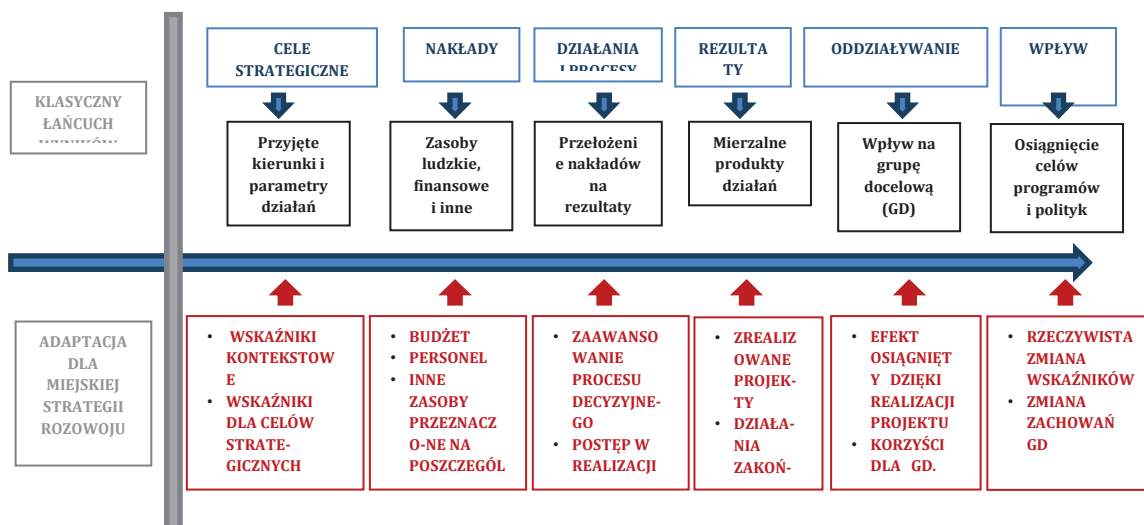 CELE
STRATEGICZNE
NAKŁADY
DZIAŁANIA
I PROCESY
REZULTA
TY
ODDZIAŁYWANIE
WPŁYW
KLASYCZNY
ŁAŃCUCH
WYNIKÓW
Przyjęte
kierunki i
parametry
działań
Zasoby
ludzkie,
finansowe
i inne
Przełożeni
e nakładów
na
rezultaty
Mierzalne
produkty
działań
Wpływ na
grupę
docelową
(GD)
Osiągnięcie
celów
programów
i polityk
ADAPTACJA
DLA
MIEJSKIEJ
STRATEGII
ROZOWOJU
• WSKAŹNIKI
KONTEKSTOW
E
• WSKAŹNIKI
DLA CELÓW
STRATE-
GICZNYCH
• BUDŻET
• PERSONEL
• INNE
ZASOBY
PRZEZNACZ
O-NE NA
POSZCZEGÓL
• ZAAWANSO
WANIE
PROCESU
DECYZYJNE-
GO
• POSTĘP W
REALIZACJI
• ZREALIZ
OWANE
PROJEK-
TY
• DZIAŁA-
NIA
ZAKOŃ-
• EFEKT
OSIĄGNIĘT
Y DZIĘKI
REALIZACJI
PROJEKTU
• KORZYŚCI
DLA GD.
• RZECZYWISTA
ZMIANA
WSKAŹNIKÓW
• ZMIANA
ZACHOWAŃ
GD